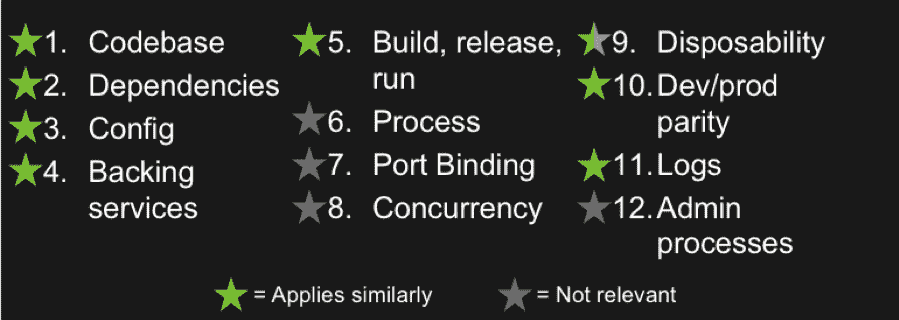 1. Codebase
2. Dependencies
3. Config
4. Backing
services
5. Build, release,
run
6. Process
7. Port Binding
8. Concurrency
9. Disposability
10. Dev/prod
parity
11. Logs
12. Admin
processes
= Applies similarly
= Not relevant